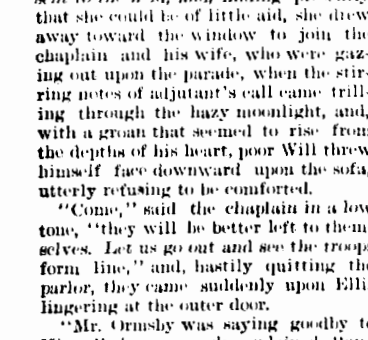 that she could be of little aid, she drew
away toward the window to join the
chaplain and his wife, who were gaz-
ing out upon the parade, when the stir-
ring notes of adjutant's call came trill-
ing through the hazy moonlight, and,
with a groan that seemed to rise from
the depths of his heart, poor Will threw
himself face downward upon the sofa,
utterly refusing to be comforted.
"Come," said the chaplain in a low
tone, "they will be better left to them-
selves. Let us go out and see the troops
form line," and, hastily quitting the
parlor, they came suddenly upon Elli
lingering at the outer door.
"Mr. Ormsby was saying goodby t